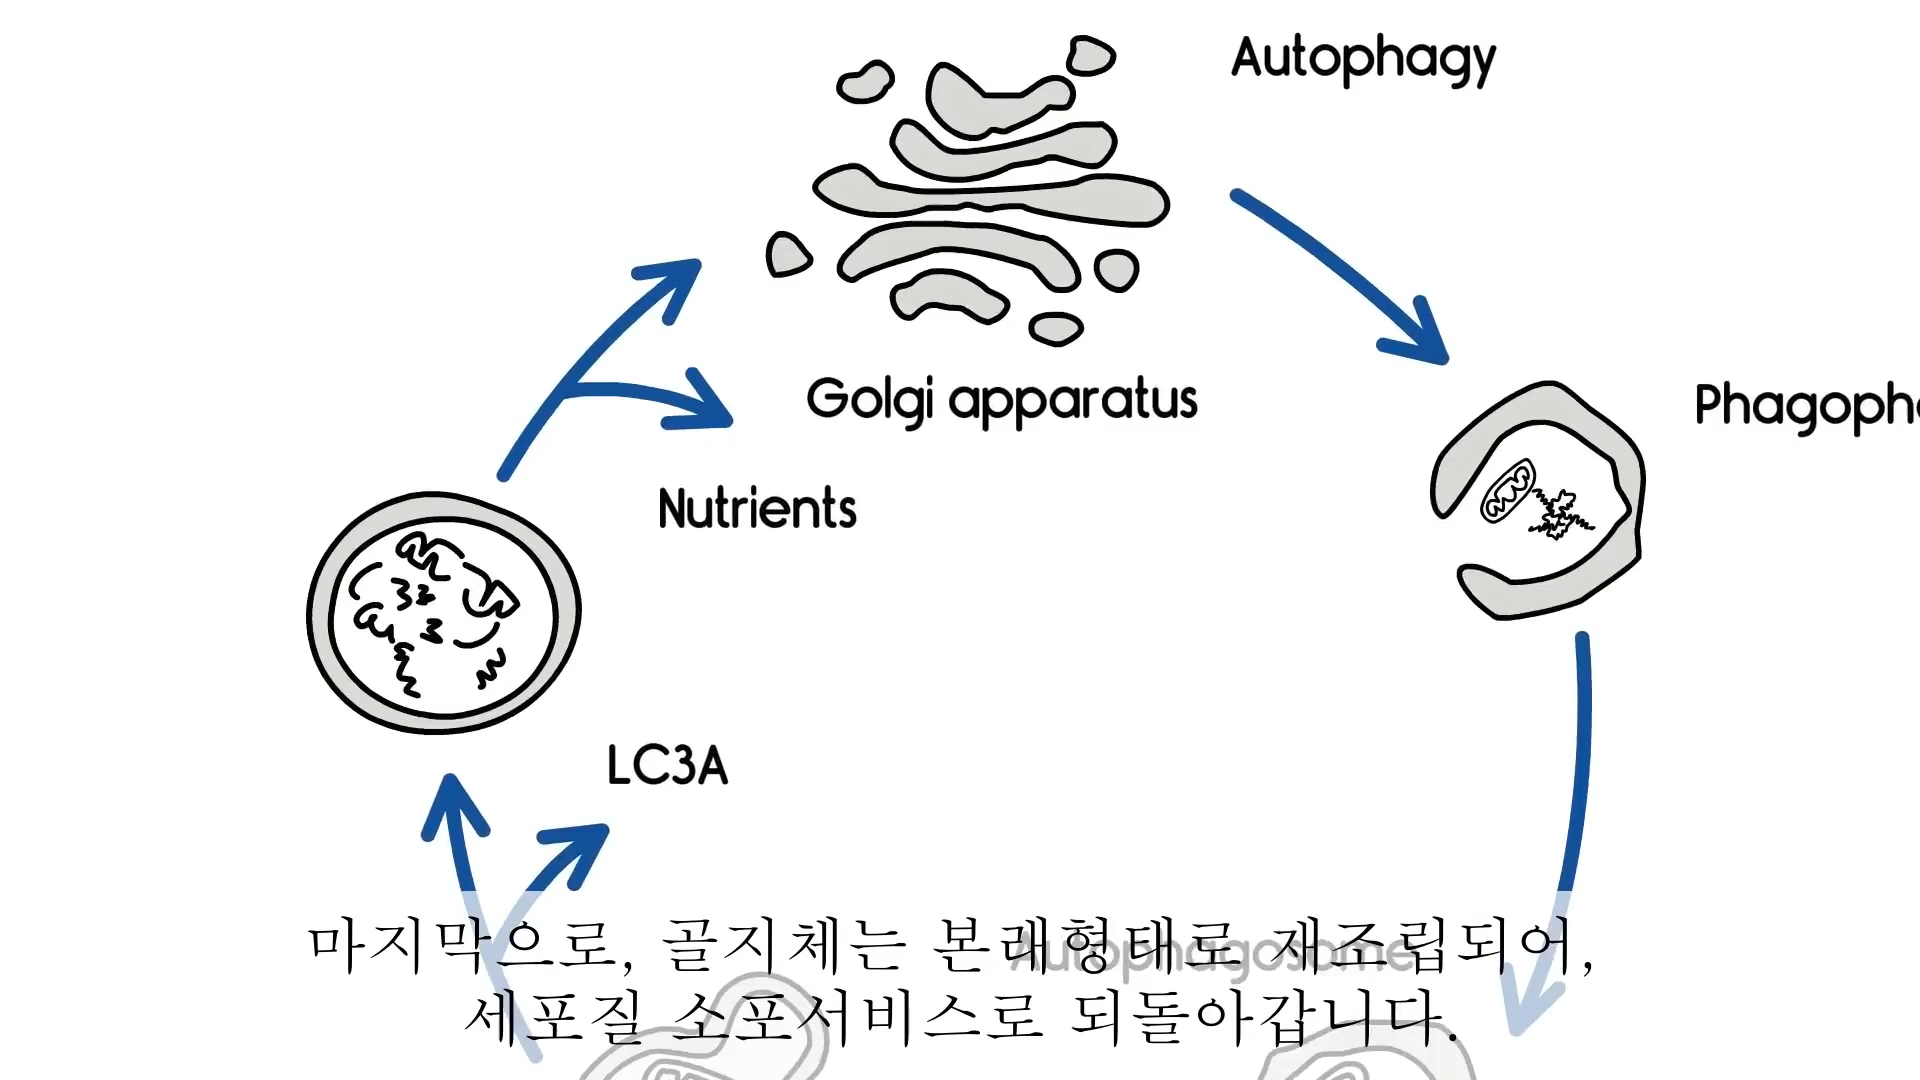 Autophagy
Golgi apparatus
Phagoph
Nutrients
LC3A
Autophagosome
마지막으로, 골지체는 본래형태로 재조립되어,
세포질 소포서비스로 되돌아갑니다.